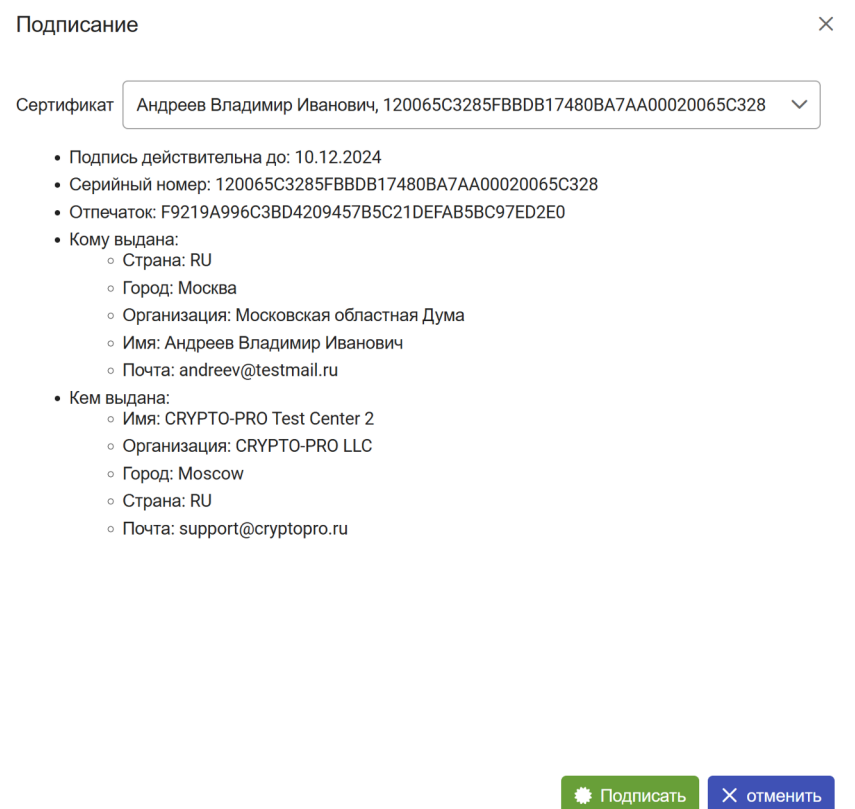 Подписание
Сертификат Андреев Владимир Иванович, 120065C3285FBBDB17480BA7AA00020065C328
Подпись действительна до: 10.12.2024
Серийный номер: 120065C3285FBBDB17480BA7AA00020065C328
Отпечаток: F9219A996C3BD4209457B5C21DEFAB5BC97ED2E0
Кому выдана:
Страна: RU
Город: Москва
Организация: Московская областная Дума
Имя: Андреев Владимир Иванович
Почта: andreev@testmail.ru
Кем выдана:
Имя: CRYPTO-PRO Test Center 2
Организация: CRYPTO-PRO LLC
Город: Moscow
Страна: RU
Почта: support@cryptopro.ru
Подписать отменить